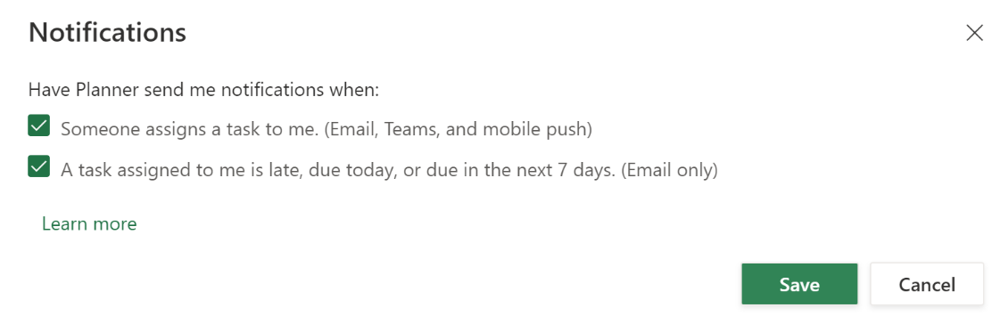 Notifications
Have Planner send me notifications when:
Someone assigns a task to me. (Email, Teams, and mobile push)
A task assigned to me is late, due today, or due in the next 7 days. (Email only)
Learn more
Save
Cancel